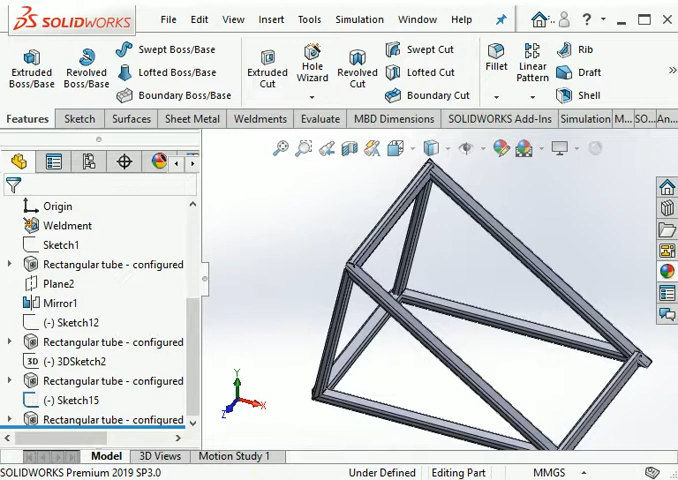 SOLIDWORKS File Edit View Insert Tools Simulation Window Help ?
Extruded Boss/Base
Revolved Boss/Base
Swept Boss/Base
Lofted Boss/Base
Boundary Boss/Base
Extruded Cut
Hole Wizard
Revolved Cut
Swept Cut
Lofted Cut
Boundary Cut
Fillet
Linear Pattern
Rib
Draft
Shell
Features Sketch Surfaces Sheet Metal Weldments Evaluate MBD Dimensions SOLIDWORKS Add-Ins Simulation M... SO... An...
Origin
Weldment
Sketch1
Rectangular tube - configured
Plane2
Mirror1
(-) Sketch12
Rectangular tube - configured
3D (-) 3DSketch2
Rectangular tube - configured
(-) Sketch15
Rectangular tube - configured
Y
X
Z
Model 3D Views Motion Study 1
SOLIDWORKS Premium 2019 SP3.0 Under Defined Editing Part MMGS